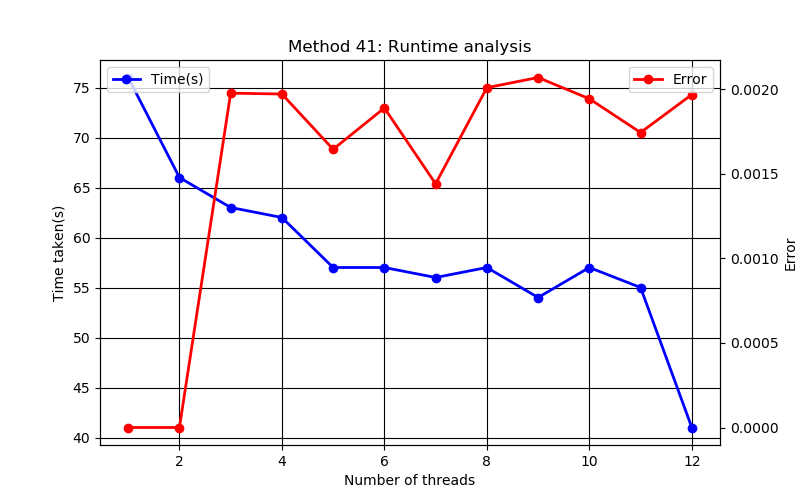 Method 41: Runtime analysis
Time(s)
Error
75
70
65
60
55
50
45
40
Time taken(s)
0.0020
0.0015
0.0010
0.0005
0.0000
Error
2 4 6 8 10 12
Number of threads